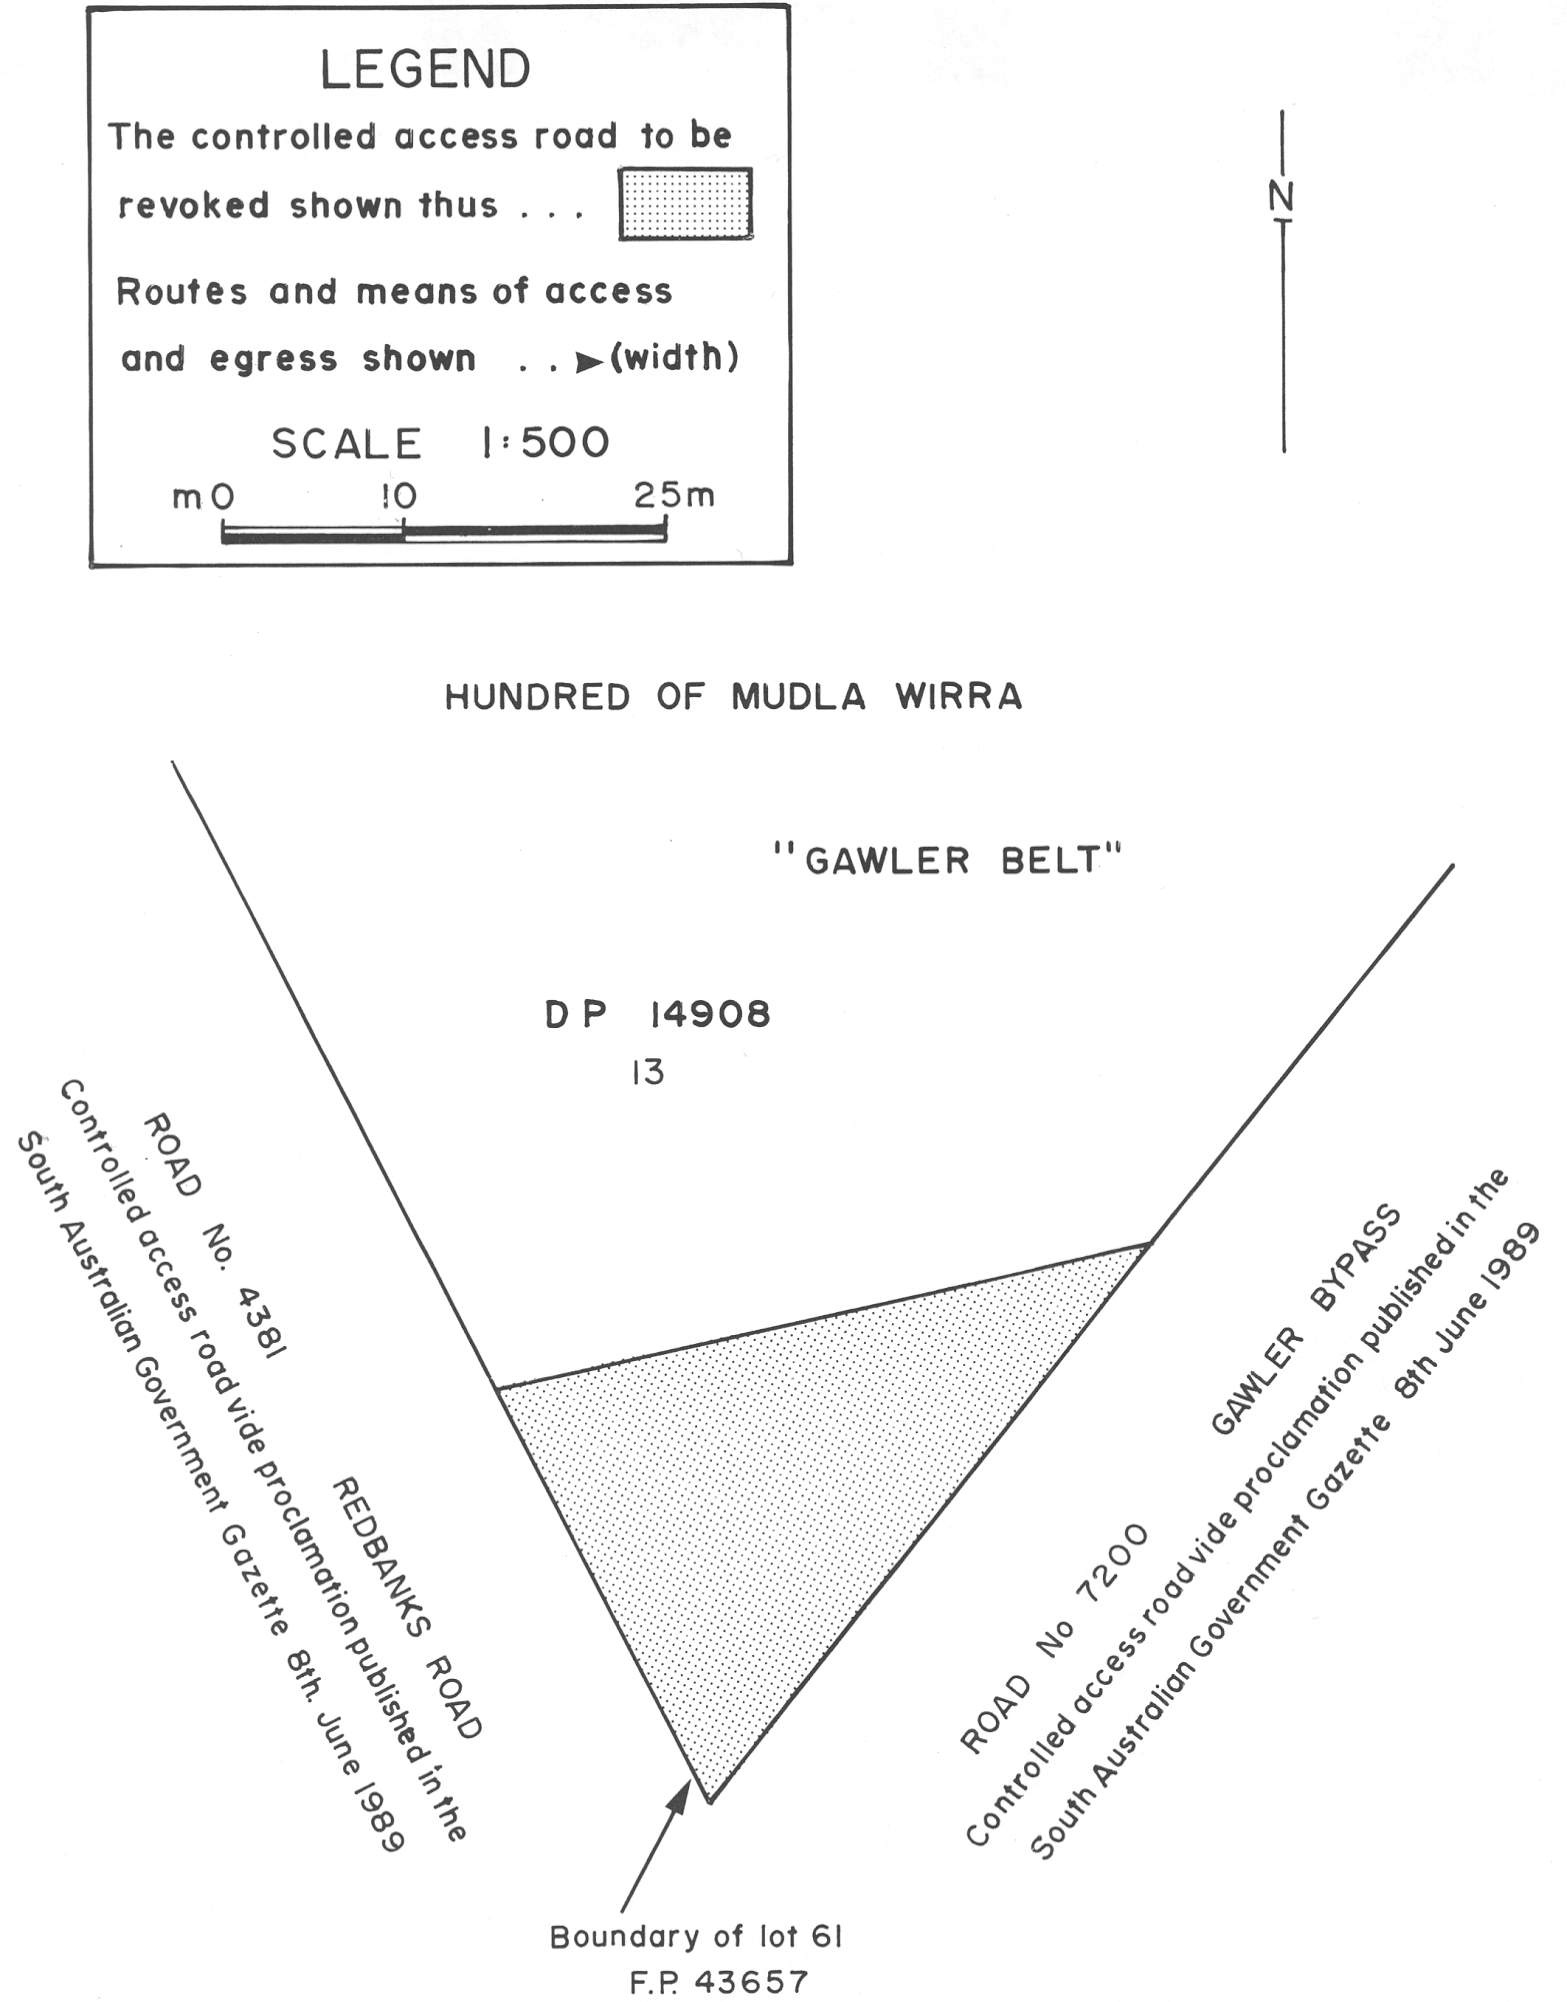 LEGEND
The controlled access road to be
revoked shown thus . . .
Routes and means of access
and egress shown . . (width)
SCALE 1:500
m 0 10 25m
N
HUNDRED OF MUDLA WIRRA
"GAWLER BELT"
DP 14908
13
ROAD No. 4381 REDBANKS ROAD
Controlled access road vide proclamation published in the
South Australian Government Gazette 8th. June 1989
ROAD No 7200 GAWLER BYPASS
Controlled access road vide proclamation published in the
South Australian Government Gazette 8th June 1989
Boundary of lot 61
F.P. 43657